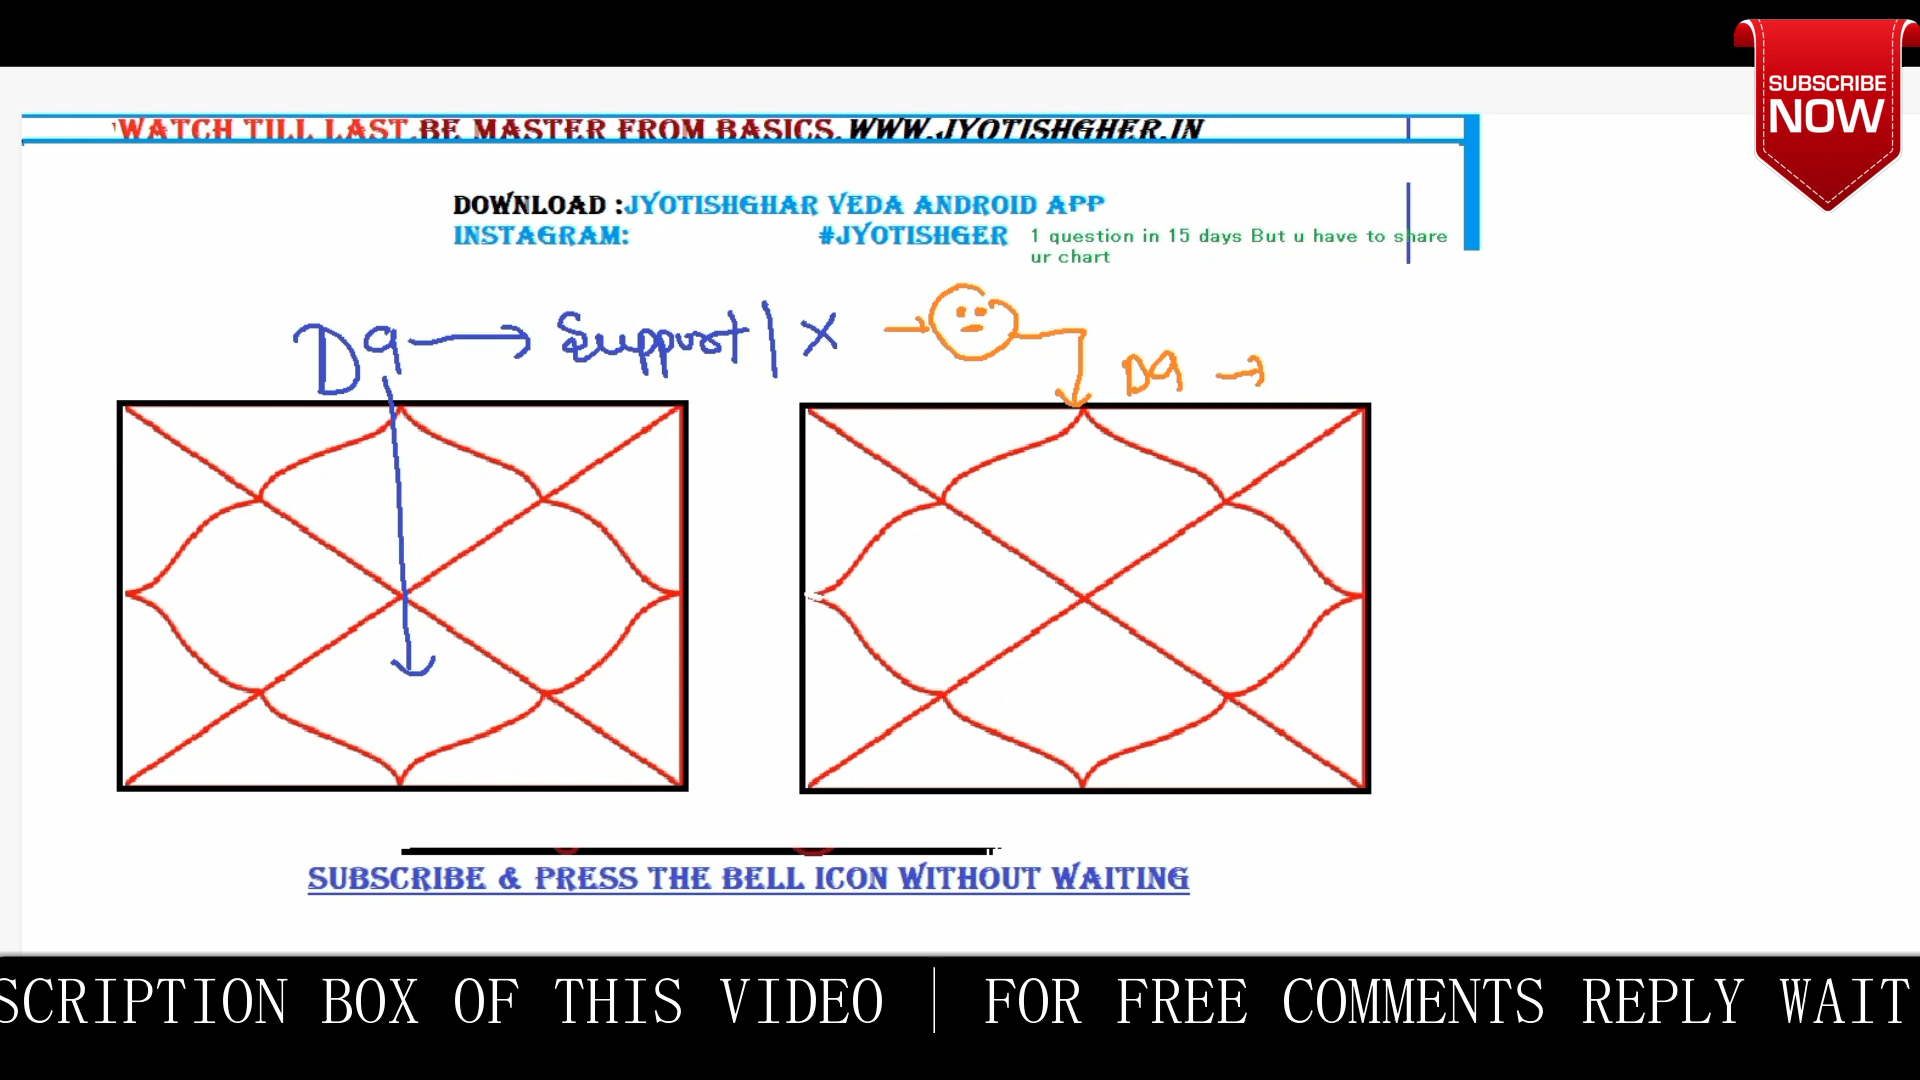 SUBSCRIBE
NOW
WATCH TILL LAST.BE MASTER FROM BASICS. WWW.JYOTISHGHER.IN
DOWNLOAD :JYOTISHGHAR VEDA ANDROID APP
INSTAGRAM: #JYOTISHGER
1 question in 15 days But u have to share
ur chart
D9 → Support | X → D9 →
SUBSCRIBE & PRESS THE BELL ICON WITHOUT WAITING
SCRIPTION BOX OF THIS VIDEO | FOR FREE COMMENTS REPLY WAIT